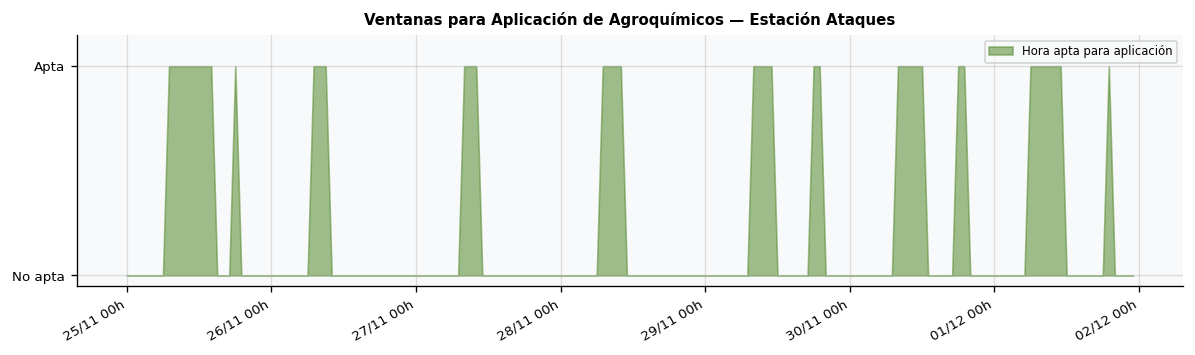 Ventanas para Aplicación de Agroquímicos — Estación Ataques
Hora apta para aplicación
Apta
No apta
25/11 00h
26/11 00h
27/11 00h
28/11 00h
29/11 00h
30/11 00h
01/12 00h
02/12 00h